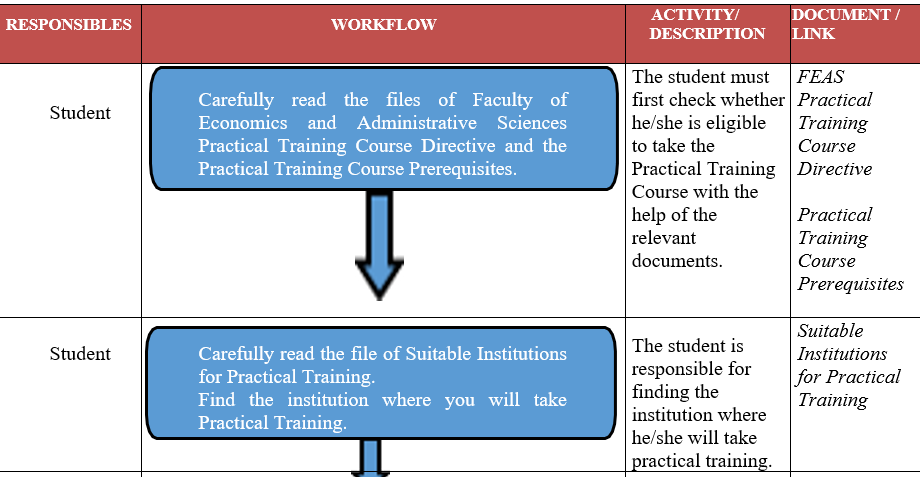 RESPONSIBLES
WORKFLOW
ACTIVITY/
DESCRIPTION
DOCUMENT /
LINK
Student
Carefully read the files of Faculty of
Economics and Administrative Sciences
Practical Training Course Directive and the
Practical Training Course Prerequisites.
The student must
first check whether
he/she is eligible
to take the
Practical Training
Course with the
help of the
relevant
documents.
FEAS
Practical
Training
Course
Directive
Practical
Training
Course
Prerequisites
Student
Carefully read the file of Suitable Institutions
for Practical Training.
Find the institution where you will take
Practical Training.
The student is
responsible for
finding the
institution where
he/she will take
practical training.
Suitable
Institutions
for Practical
Training